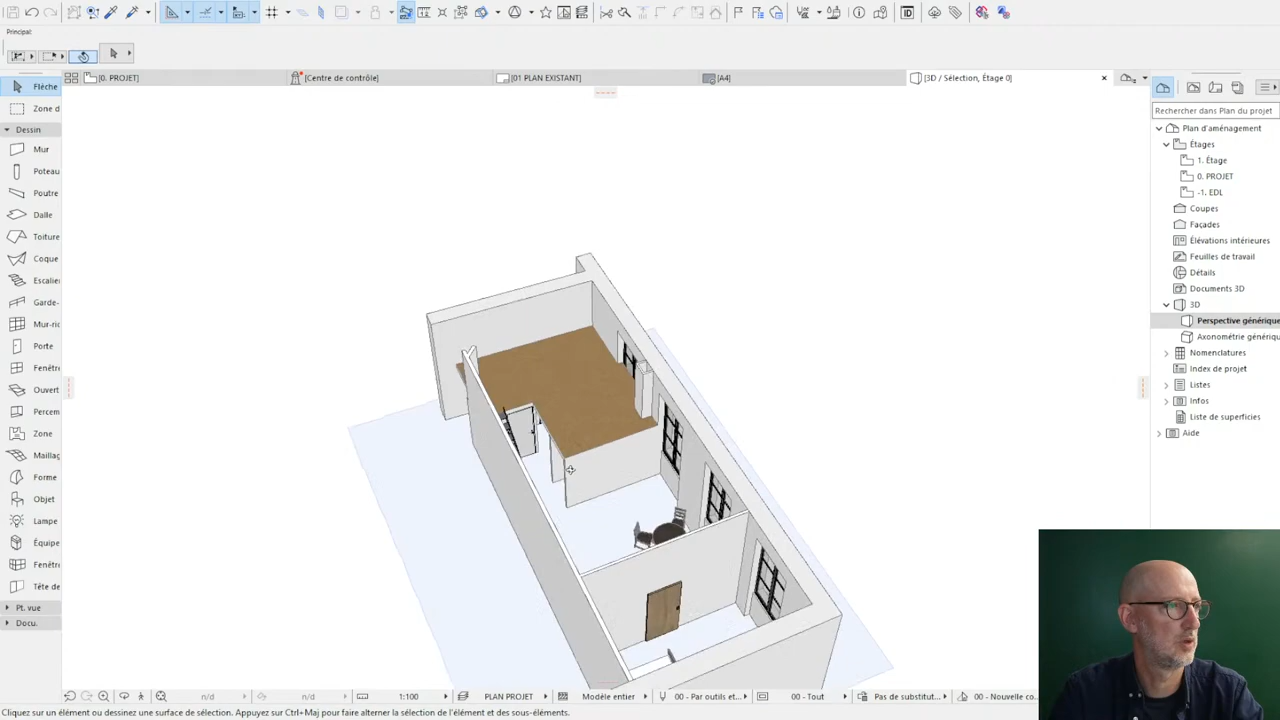 Principal:
[0. PROJET]
[Centre de contrôle]
[01 PLAN EXISTANT]
[A4]
[3D / Sélection, Étage 0]
Flèche
Zone d
Dessin
Mur
Poteau
Poutre
Dalle
Toiture
Coque
Escalier
Garde-
Mur-ric
Porte
Fenêtre
Ouvert
Percem
Zone
Maillag
Forme
Objet
Lampe
Équipe
Fenêtr
Tête de
Pt. vue
Docu.
Rechercher dans Plan du projet
Plan d'aménagement
Étages
1. Étage
0. PROJET
-1. EDL
Coupes
Façades
Élévations intérieures
Feuilles de travail
Détails
Documents 3D
3D
Perspective génériqu
Axonométrie génériqu
Nomenclatures
Index de projet
Listes
Infos
Liste de superficies
Aide
n/d
n/d
1:100
PLAN PROJET
Modèle entier
00 - Par outils et...
00 - Tout
Pas de substitut...
00 - Nouvelle co...
Cliquez sur un élément ou dessinez une surface de sélection. Appuyez sur Ctrl+Maj pour faire alterner la sélection de l'élément et des sous-éléments.